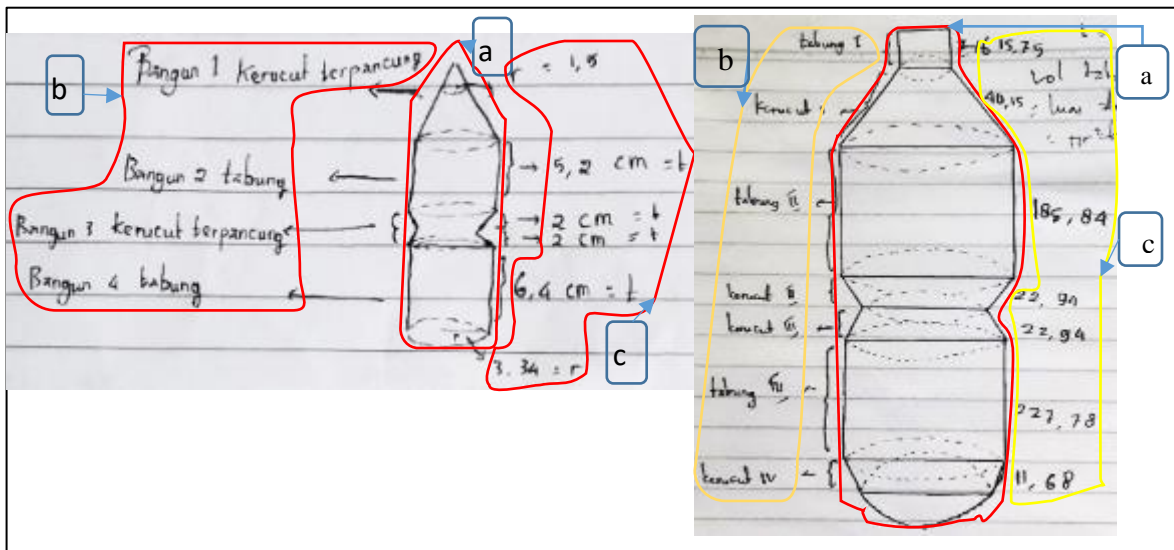 a
b
Bangun 1 kerucut terpancung
r = 1,5
Bangun 2 tabung
→ 5,2 cm = t
Bangun 3 kerucut terpancung
→ 2 cm = t
→ 2 cm = t
Bangun 4 tabung
6,4 cm = t
3.34 = r
c
b
tabung I
15,75
a
kerucut
40,15
tabung II
185,84
c
kerucut II
22,94
kerucut III
22,94
tabung III
227,78
kerucut IV
11,68